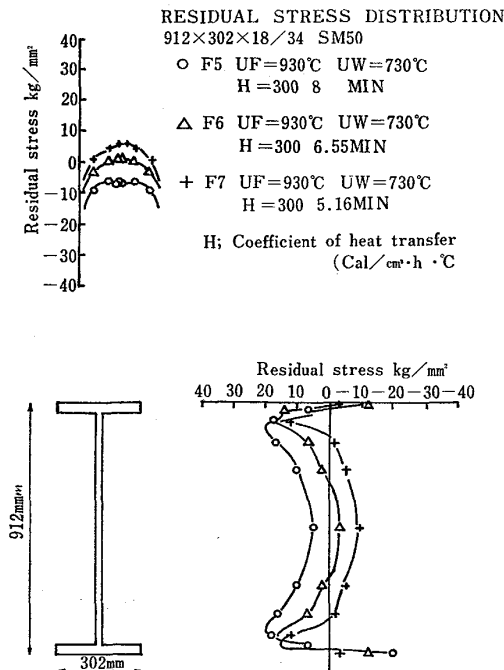 RESIDUAL STRESS DISTRIBUTION
912×302×18/34 SM50
○ F5 UF=930℃ UW=730℃
H=300 8 MIN
△ F6 UF=930℃ UW=730℃
H=300 6.55MIN
+ F7 UF=930℃ UW=730℃
H=300 5.16MIN
H; Coefficient of heat transfer
(Cal/cm²·h·℃
Residual stress kg/mm²
40
30
20
10
0
-10
-20
-30
-40
Residual stress kg/mm²
40 30 20 10 0 -10 -20 -30 -40
912mm
302mm